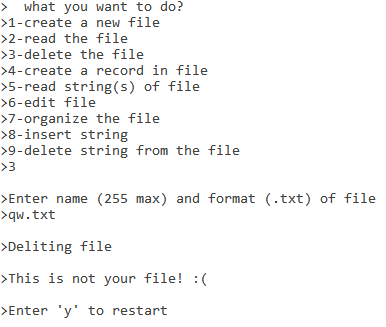 >  what you want to do?
>1-create a new file
>2-read the file
>3-delete the file
>4-create a record in file
>5-read string(s) of file
>6-edit file
>7-organize the file
>8-insert string
>9-delete string from the file
>3
>Enter name (255 max) and format (.txt) of file
>qw.txt
>Deliting file
>This is not your file! :(
>Enter 'y' to restart